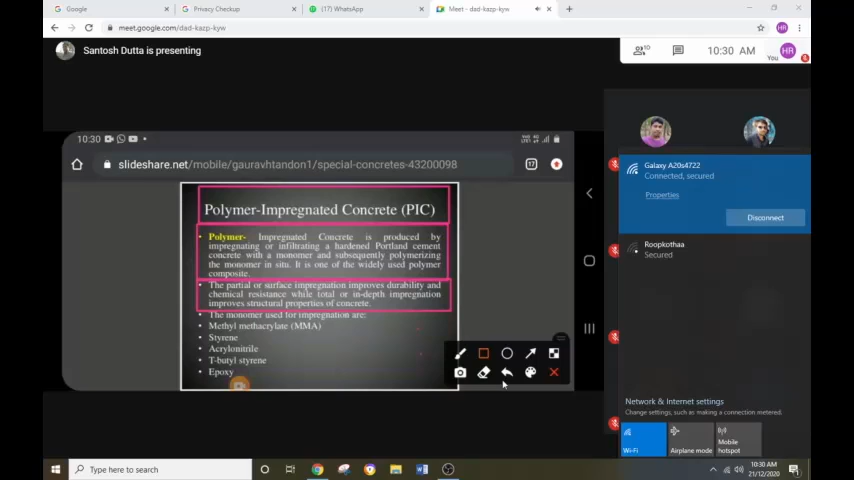 Google
Privacy Checkup
(17) WhatsApp
Meet - dad-kazp-kyw
meet.google.com/dad-kazp-kyw
HR
Santosh Dutta is presenting
10
10:30 AM
HR
You
10:30
slideshare.net/mobile/gauravhtandon1/special-concretes-43200098
17
Polymer-Impregnated Concrete (PIC)
• Polymer- Impregnated Concrete is produced by
impregnating or infiltrating a hardened Portland cement
concrete with a monomer and subsequently polymerizing
the monomer in situ. It is one of the widely used polymer
composite.
• The partial or surface impregnation improves durability and
chemical resistance while total or in-depth impregnation
improves structural properties of concrete.
• The monomer used for impregnation are:
• Methyl methacrylate (MMA)
• Styrene
• Acrylonitrile
• T-butyl styrene
• Epoxy
Galaxy A20s4722
Connected, secured
Properties
Disconnect
Roopkothaa
Secured
Network & Internet settings
Change settings, such as making a connection metered.
Wi-Fi
Airplane mode
Mobile
hotspot
Type here to search
10:30 AM
21/12/2020